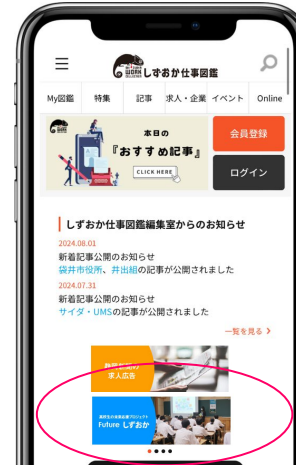 しずおか仕事図鑑
My図鑑 特集 記事 求人・企業 イベント Online
本日の
『おすすめ記事』
CLICK HERE
会員登録
ログイン
しずおか仕事図鑑編集室からのお知らせ
2024.08.01
新着記事公開のお知らせ
袋井市役所、井出組の記事が公開されました
2024.07.31
新着記事公開のお知らせ
サイダ・UMSの記事が公開されました
一覧を見る
静岡新聞の
求人広告
Future しずおか